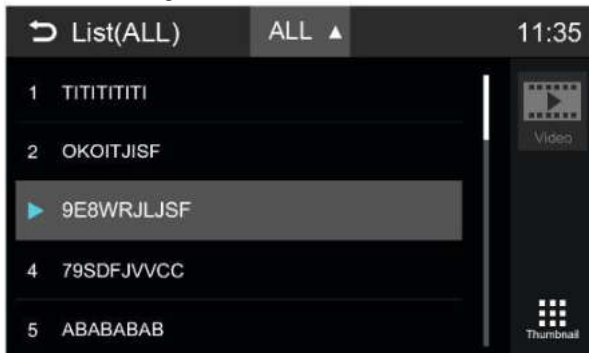 List(ALL) ALL ▲ 11:35
1 TITITITITI
2 OKOITJISF
▶ 9E8WRJLJSF
4 79SDFJVVCC
5 ABABABAB
Video
Thumbnail